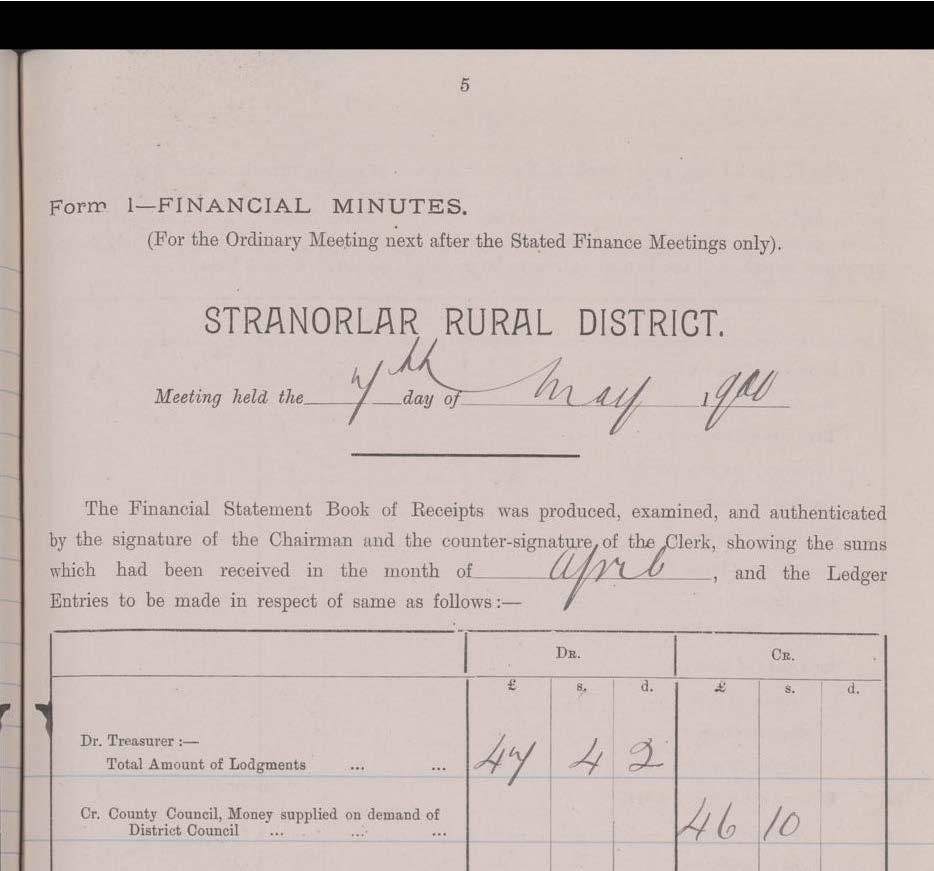 5
Form 1—FINANCIAL MINUTES.
(For the Ordinary Meeting next after the Stated Finance Meetings only).
STRANORLAR RURAL DISTRICT.
Meeting held the 7th day of May 1900
The Financial Statement Book of Receipts was produced, examined, and authenticated
by the signature of the Chairman and the counter-signature of the Clerk, showing the sums
which had been received in the month of April, and the Ledger
Entries to be made in respect of same as follows:—
DR. CR.
£ s. d. £ s. d.
Dr. Treasurer:—
Total Amount of Lodgments ... ... 47 4 2
Cr. County Council, Money supplied on demand of
District Council ... ... ... 46 10